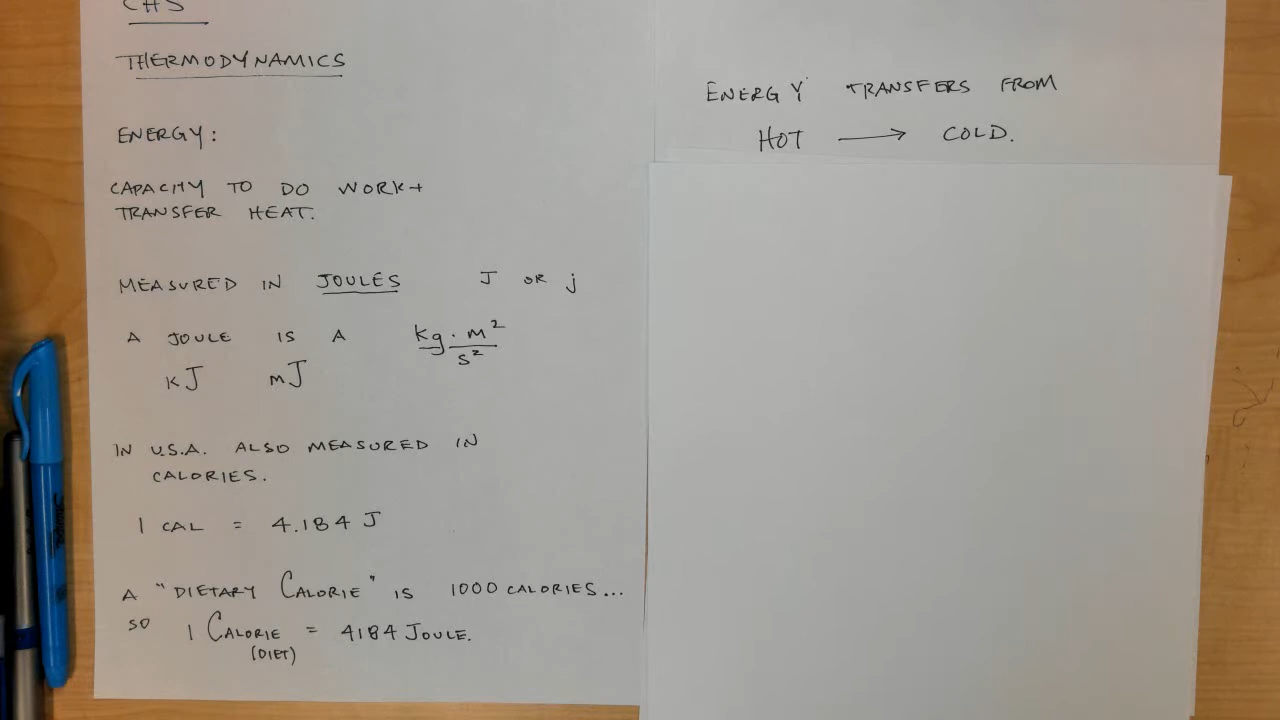 CH5
THERMODYNAMICS
ENERGY:
CAPACITY TO DO WORK +
TRANSFER HEAT.
MEASURED IN JOULES J OR j
A JOULE IS A kg · m²/s²
kJ mJ
IN U.S.A. ALSO MEASURED IN
CALORIES.
1 CAL = 4.184 J
A "DIETARY CALORIE" IS 1000 CALORIES...
SO 1 CALORIE = 4184 JOULE.
(DIET)
ENERGY TRANSFERS FROM
HOT → COLD.